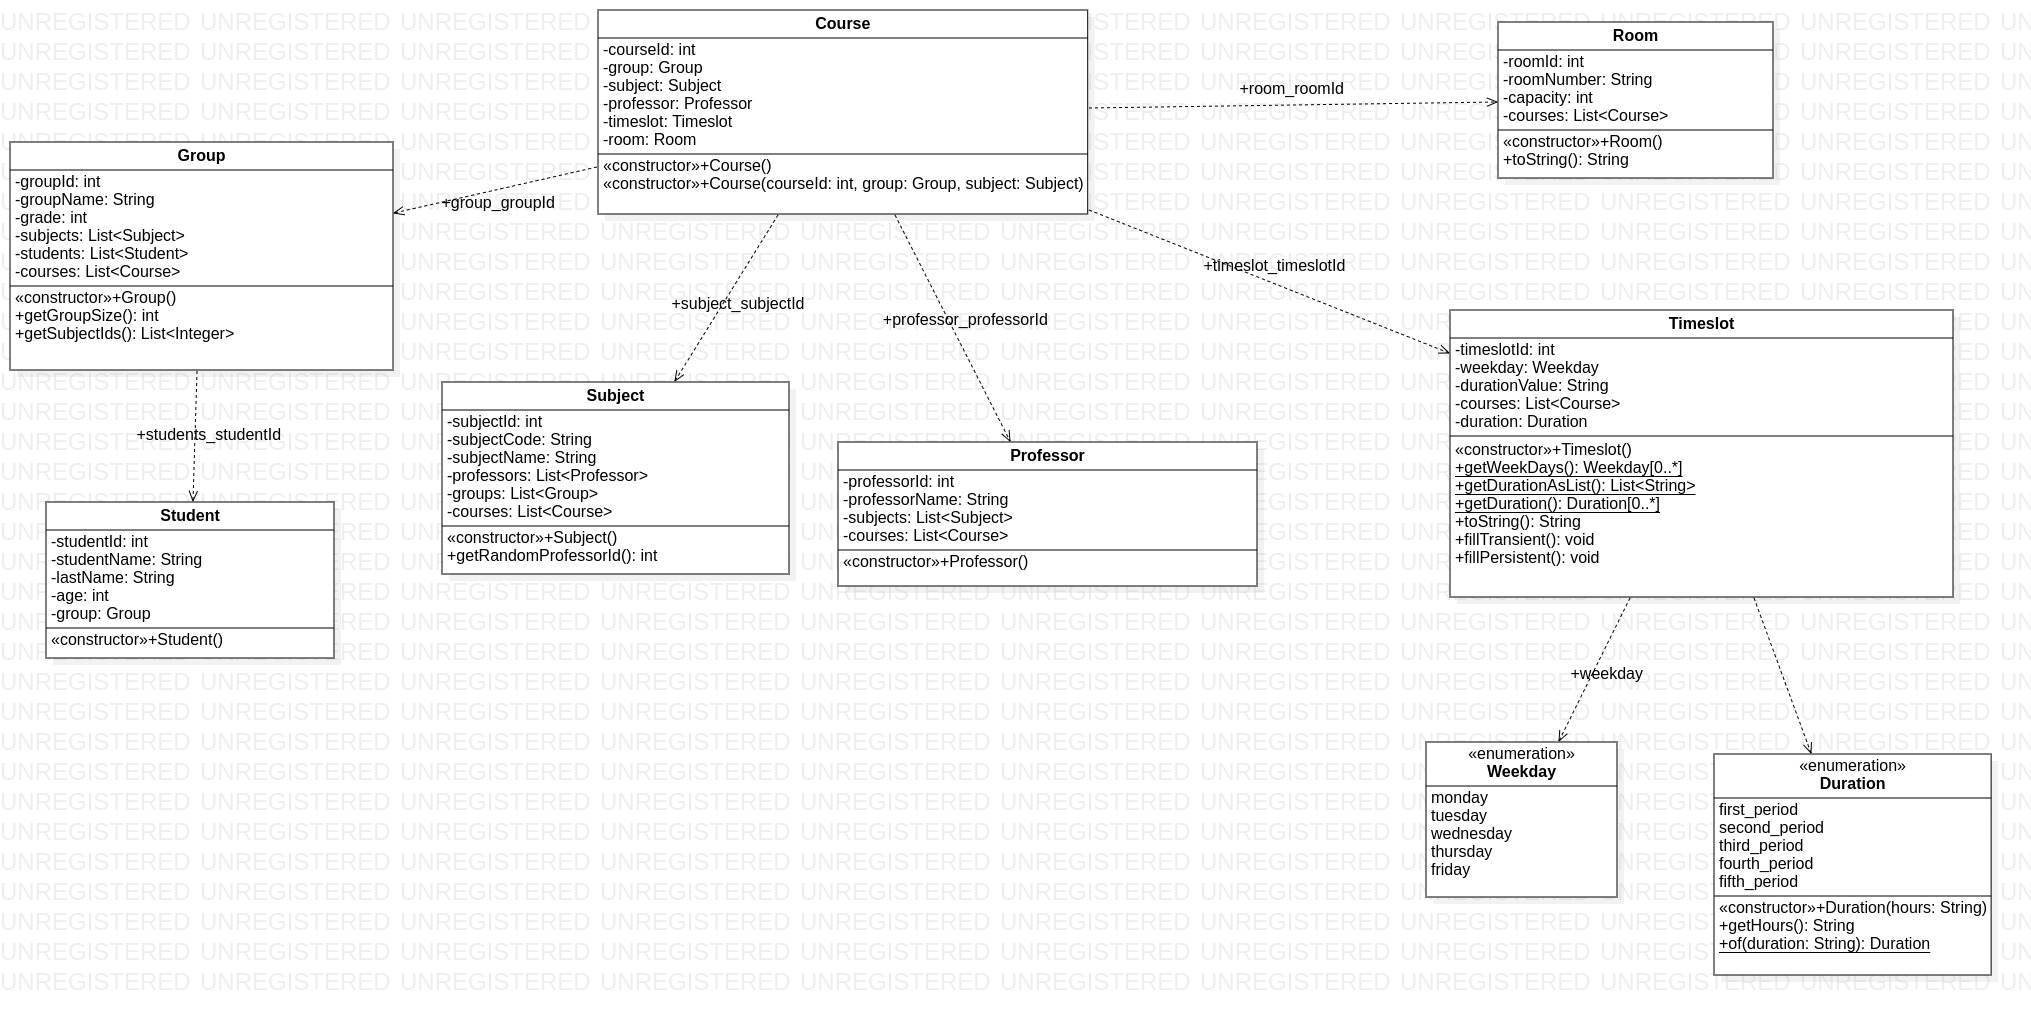 Course
-courseId: int
-group: Group
-subject: Subject
-professor: Professor
-timeslot: Timeslot
-room: Room
«constructor»+Course()
«constructor»+Course(courseId: int, group: Group, subject: Subject)
+room_roomId
Room
-roomId: int
-roomNumber: String
-capacity: int
-courses: List<Course>
«constructor»+Room()
+toString(): String
Group
-groupId: int
-groupName: String
-grade: int
-subjects: List<Subject>
-students: List<Student>
-courses: List<Course>
«constructor»+Group()
+getGroupSize(): int
+getSubjectIds(): List<Integer>
+group_groupId
+subject_subjectId
+professor_professorId
+timeslot_timeslotId
Timeslot
-timeslotId: int
-weekday: Weekday
-durationValue: String
-courses: List<Course>
-duration: Duration
«constructor»+Timeslot()
+getWeekDays(): Weekday[0..*]
+getDurationAsList(): List<String>
+getDuration(): Duration[0..*]
+toString(): String
+fillTransient(): void
+fillPersistent(): void
Subject
-subjectId: int
-subjectCode: String
-subjectName: String
-professors: List<Professor>
-groups: List<Group>
-courses: List<Course>
«constructor»+Subject()
+getRandomProfessorId(): int
Professor
-professorId: int
-professorName: String
-subjects: List<Subject>
-courses: List<Course>
«constructor»+Professor()
+students_studentId
Student
-studentId: int
-studentName: String
-lastName: String
-age: int
-group: Group
«constructor»+Student()
+weekday
«enumeration»
Weekday
monday
tuesday
wednesday
thursday
friday
«enumeration»
Duration
first_period
second_period
third_period
fourth_period
fifth_period
«constructor»+Duration(hours: String)
+getHours(): String
+of(duration: String): Duration
UNREGISTERED